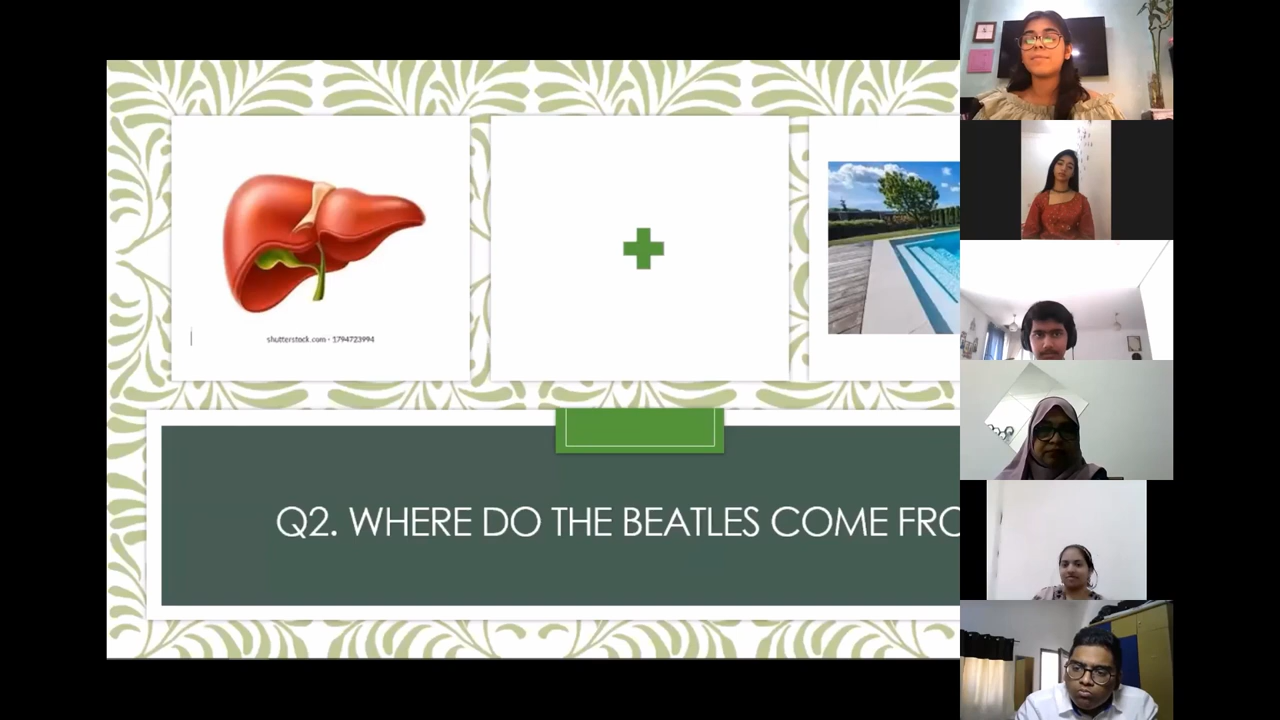 shutterstock.com · 1794723994
Q2. WHERE DO THE BEATLES COME FRO